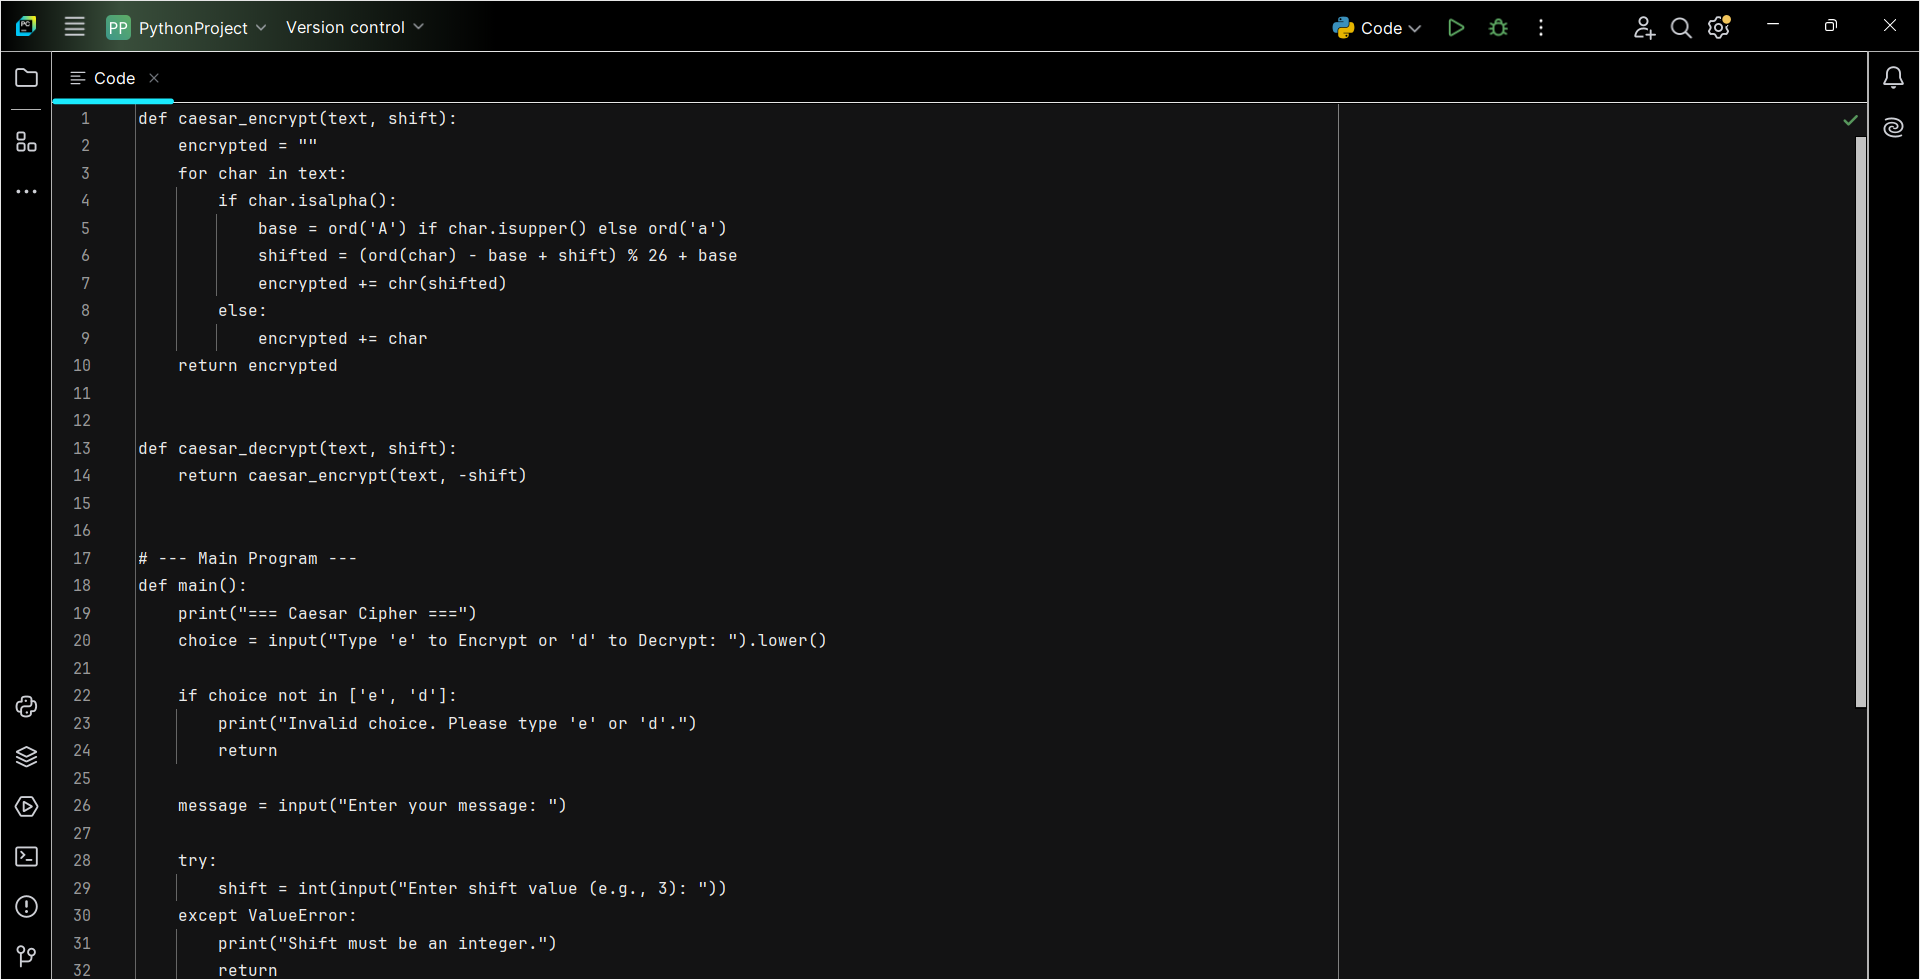 PC
PP PythonProject Version control Code
Code
1 def caesar_encrypt(text, shift):
2     encrypted = ""
3     for char in text:
4         if char.isalpha():
5             base = ord('A') if char.isupper() else ord('a')
6             shifted = (ord(char) - base + shift) % 26 + base
7             encrypted += chr(shifted)
8         else:
9             encrypted += char
10     return encrypted
11
12
13 def caesar_decrypt(text, shift):
14     return caesar_encrypt(text, -shift)
15
16
17 # --- Main Program ---
18 def main():
19     print("=== Caesar Cipher ===")
20     choice = input("Type 'e' to Encrypt or 'd' to Decrypt: ").lower()
21
22     if choice not in ['e', 'd']:
23         print("Invalid choice. Please type 'e' or 'd'.")
24         return
25
26     message = input("Enter your message: ")
27
28     try:
29         shift = int(input("Enter shift value (e.g., 3): "))
30     except ValueError:
31         print("Shift must be an integer.")
32         return